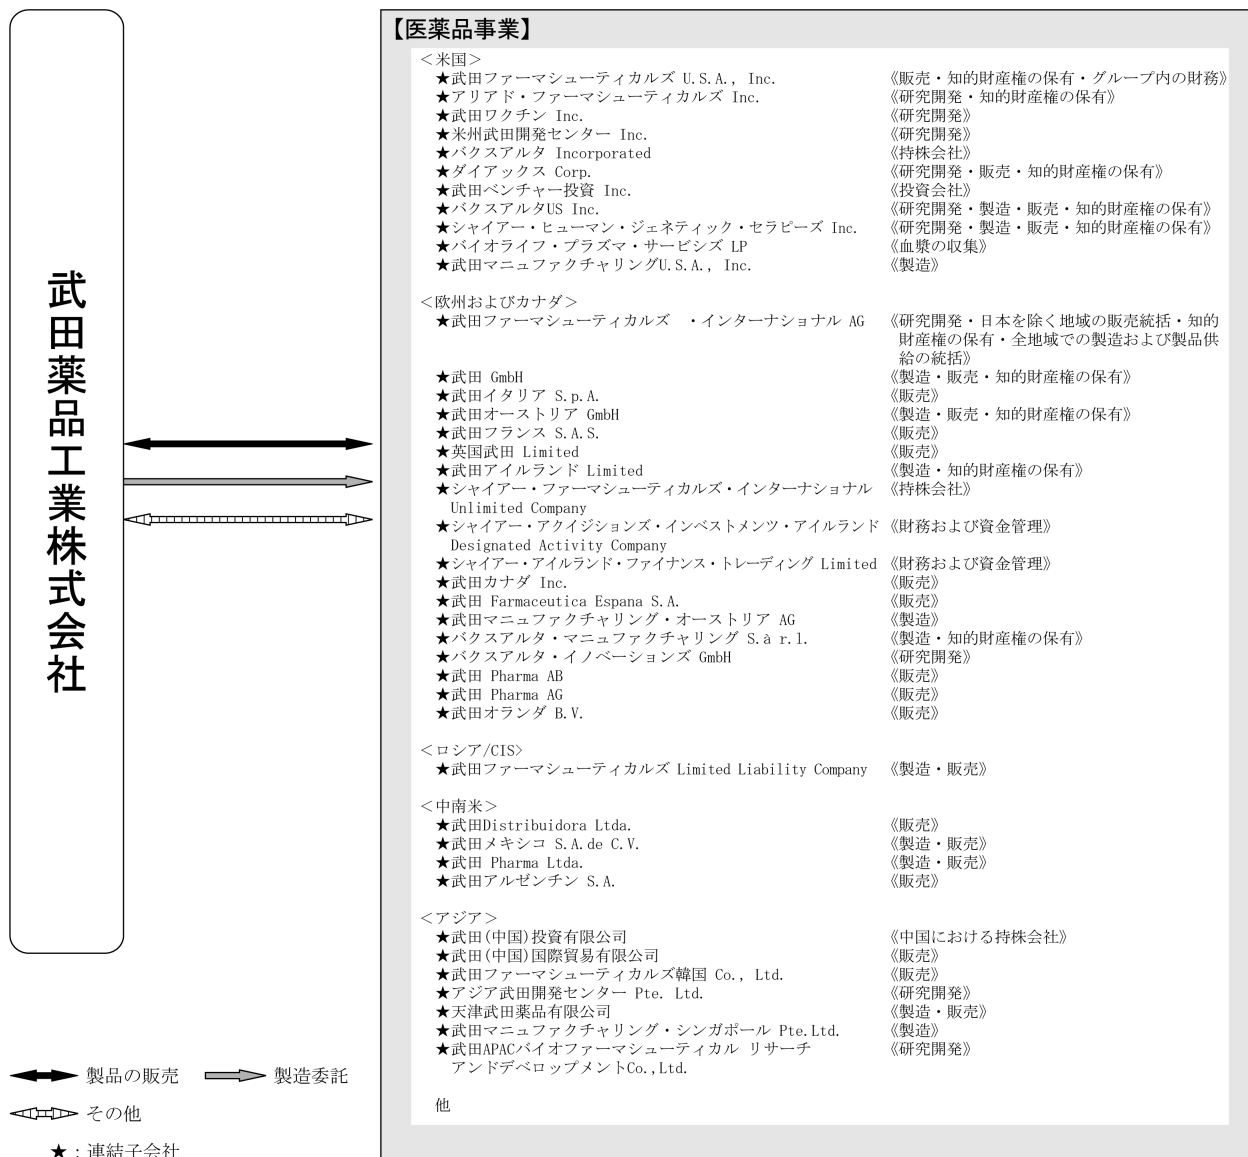 武田薬品工業株式会社
【医薬品事業】
＜米国＞
★武田ファーマシューティカルズ U.S.A., Inc. 《販売・知的財産権の保有・グループ内の財務》
★アリアド・ファーマシューティカルズ Inc. 《研究開発・知的財産権の保有》
★武田ワクチン Inc. 《研究開発》
★米州武田開発センター Inc. 《研究開発》
★バクスアルタ Incorporated 《持株会社》
★ダイアックス Corp. 《研究開発・販売・知的財産権の保有》
★武田ベンチャー投資 Inc. 《投資会社》
★バクスアルタUS Inc. 《研究開発・製造・販売・知的財産権の保有》
★シャイアー・ヒューマン・ジェネティック・セラピーズ Inc. 《研究開発・製造・販売・知的財産権の保有》
★バイオライフ・プラズマ・サービシズ LP 《血漿の収集》
★武田マニュファクチャリングU.S.A., Inc. 《製造》
＜欧州およびカナダ＞
★武田ファーマシューティカルズ　・インターナショナル AG 《研究開発・日本を除く地域の販売統括・知的
財産権の保有・全地域での製造および製品供
給の統括》
★武田 GmbH 《製造・販売・知的財産権の保有》
★武田イタリア S.p.A. 《販売》
★武田オーストリア GmbH 《製造・販売・知的財産権の保有》
★武田フランス S.A.S. 《販売》
★英国武田 Limited 《販売》
★武田アイルランド Limited 《製造・知的財産権の保有》
★シャイアー・ファーマシューティカルズ・インターナショナル 《持株会社》
Unlimited Company
★シャイアー・アクイジションズ・インベストメンツ・アイルランド 《財務および資金管理》
Designated Activity Company
★シャイアー・アイルランド・ファイナンス・トレーディング Limited 《財務および資金管理》
★武田カナダ Inc. 《販売》
★武田 Farmaceutica Espana S.A. 《販売》
★武田マニュファクチャリング・オーストリア AG 《製造》
★バクスアルタ・マニュファクチャリング S.à r.l. 《製造・知的財産権の保有》
★バクスアルタ・イノベーションズ GmbH 《研究開発》
★武田 Pharma AB 《販売》
★武田 Pharma AG 《販売》
★武田オランダ B.V. 《販売》
＜ロシア/CIS＞
★武田ファーマシューティカルズ Limited Liability Company 《製造・販売》
＜中南米＞
★武田Distribuidora Ltda. 《販売》
★武田メキシコ S.A.de C.V. 《製造・販売》
★武田 Pharma Ltda. 《製造・販売》
★武田アルゼンチン S.A. 《販売》
＜アジア＞
★武田(中国)投資有限公司 《中国における持株会社》
★武田(中国)国際貿易有限公司 《販売》
★武田ファーマシューティカルズ韓国 Co., Ltd. 《販売》
★アジア武田開発センター Pte. Ltd. 《研究開発》
★天津武田薬品有限公司 《製造・販売》
★武田マニュファクチャリング・シンガポール Pte.Ltd. 《製造》
★武田APACバイオファーマシューティカル リサーチ 《研究開発》
アンドデベロップメントCo.,Ltd.
他
製品の販売 製造委託
その他
★：連結子会社